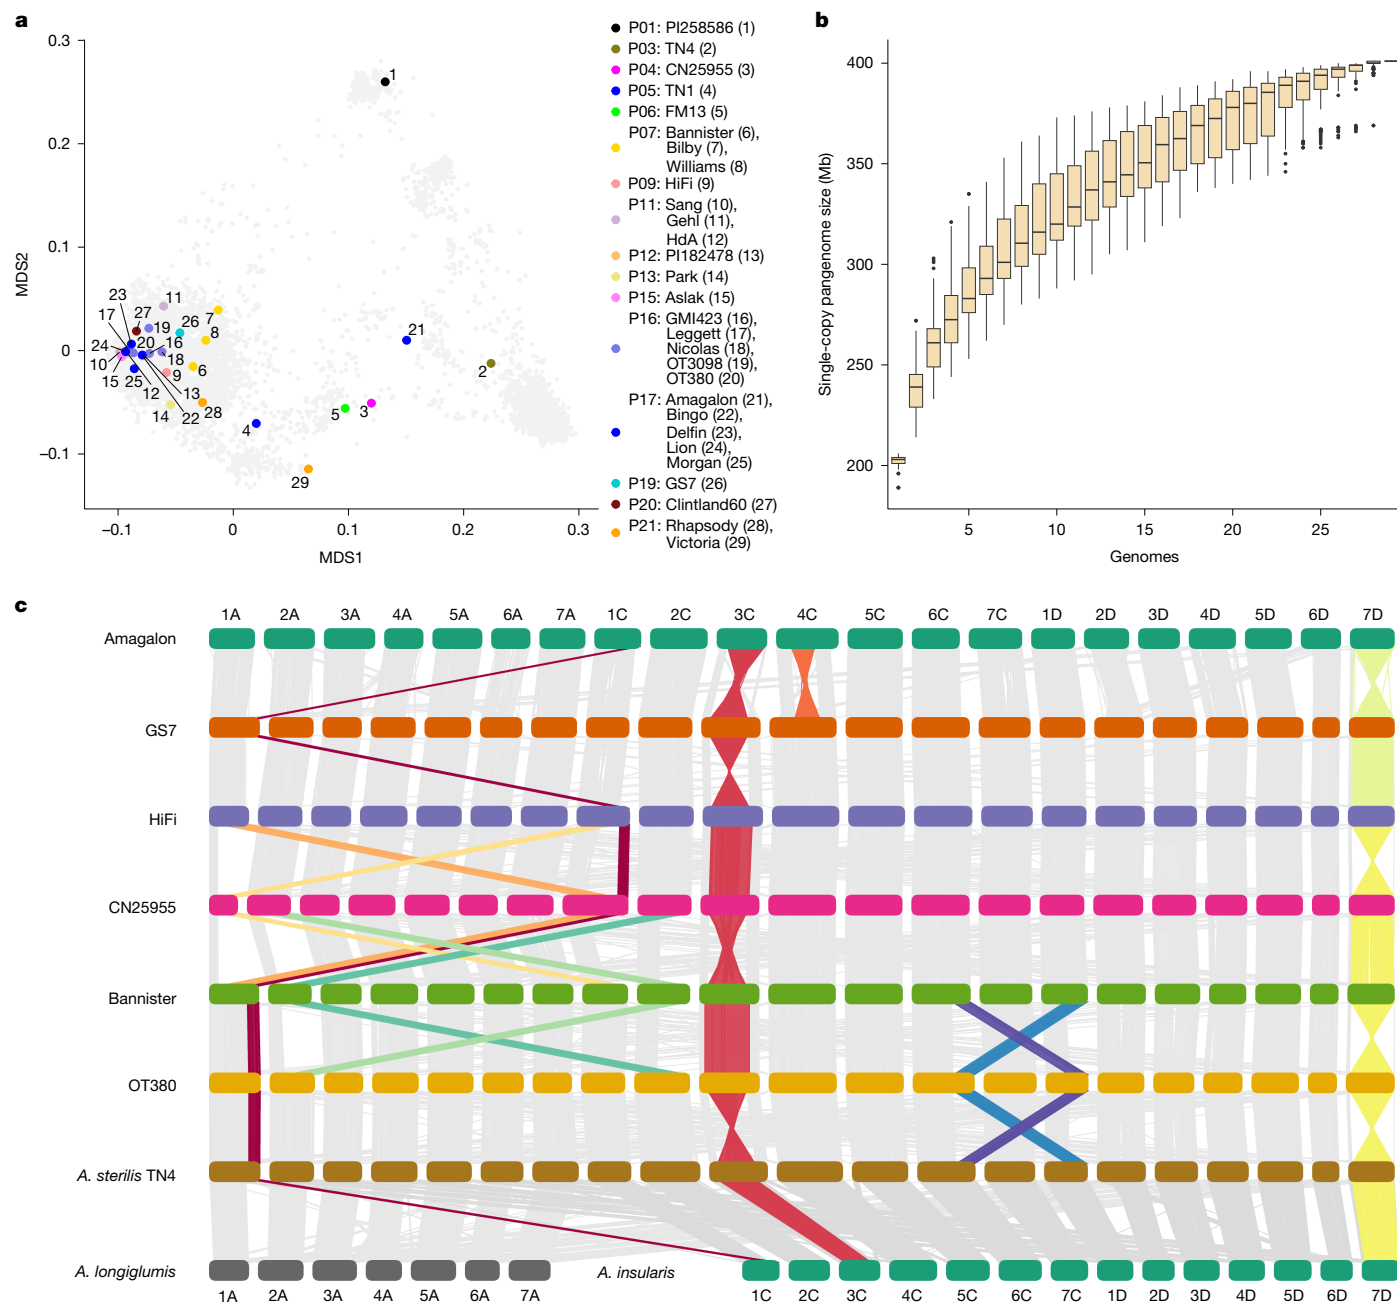 a
0.3
0.2
0.1
0
−0.1
MDS2
−0.1
0
0.1
0.2
0.3
MDS1
1
2
3
4
5
6
7
8
9
10
11
12
13
14
15
16
17
18
19
20
21
22
23
24
25
26
27
28
29
P01: PI258586 (1)
P03: TN4 (2)
P04: CN25955 (3)
P05: TN1 (4)
P06: FM13 (5)
P07: Bannister (6),
Bilby (7),
Williams (8)
P09: HiFi (9)
P11: Sang (10),
Gehl (11),
HdA (12)
P12: PI182478 (13)
P13: Park (14)
P15: Aslak (15)
P16: GMI423 (16),
Leggett (17),
Nicolas (18),
OT3098 (19),
OT380 (20)
P17: Amagalon (21),
Bingo (22),
Delfin (23),
Lion (24),
Morgan (25)
P19: GS7 (26)
P20: Clintland60 (27)
P21: Rhapsody (28),
Victoria (29)
b
400
350
300
250
200
Single-copy pangenome size (Mb)
5
10
15
20
25
Genomes
c
1A 2A 3A 4A 5A 6A 7A 1C 2C 3C 4C 5C 6C 7C 1D 2D 3D 4D 5D 6D 7D
Amagalon
GS7
HiFi
CN25955
Bannister
OT380
A. sterilis TN4
A. longiglumis
A. insularis
1A 2A 3A 4A 5A 6A 7A
1C 2C 3C 4C 5C 6C 7C 1D 2D 3D 4D 5D 6D 7D